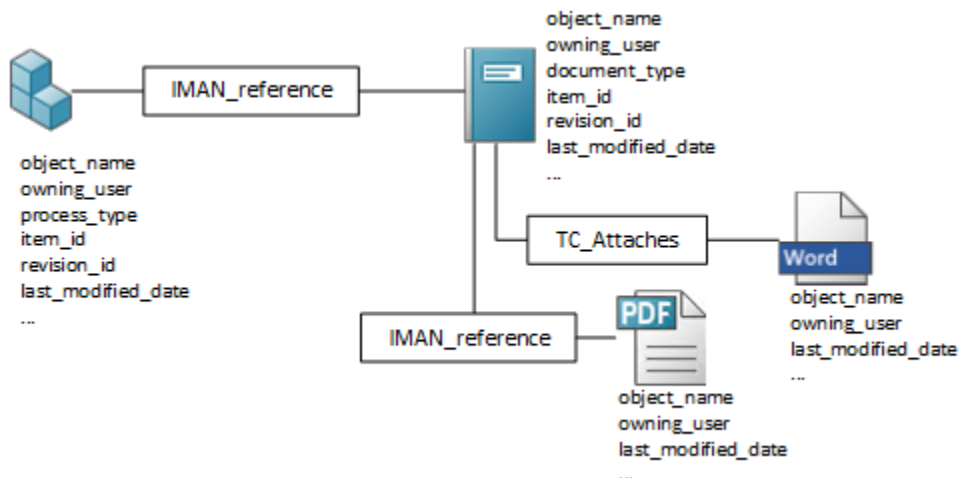 object_name
owning_user
document_type
item_id
revision_id
last_modified_date
...
IMAN_reference
object_name
owning_user
process_type
item_id
revision_id
last_modified_date
...
TC_Attaches
Word
object_name
owning_user
last_modified_date
...
IMAN_reference
PDF
object_name
owning_user
last_modified_date
...